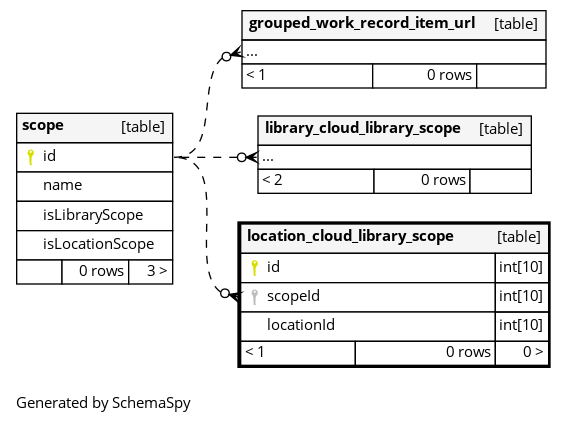 grouped_work_record_item_url [table]
...
< 1 0 rows
scope [table]
id
name
isLibraryScope
isLocationScope
0 rows 3 >
library_cloud_library_scope [table]
...
< 2 0 rows
location_cloud_library_scope [table]
id int[10]
scopeId int[10]
locationId int[10]
< 1 0 rows 0 >
Generated by SchemaSpy